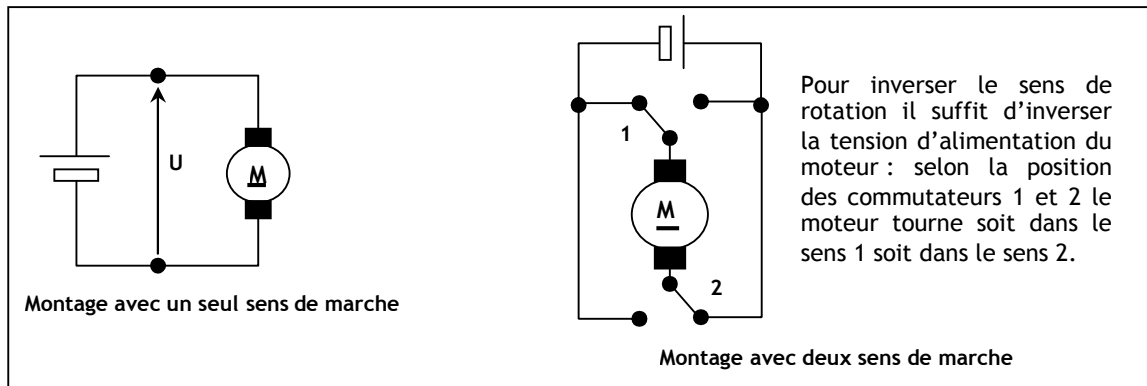 U
M
Montage avec un seul sens de marche
1
M
2
Pour inverser le sens de
rotation il suffit d’inverser
la tension d’alimentation du
moteur : selon la position
des commutateurs 1 et 2 le
moteur tourne soit dans le
sens 1 soit dans le sens 2.
Montage avec deux sens de marche